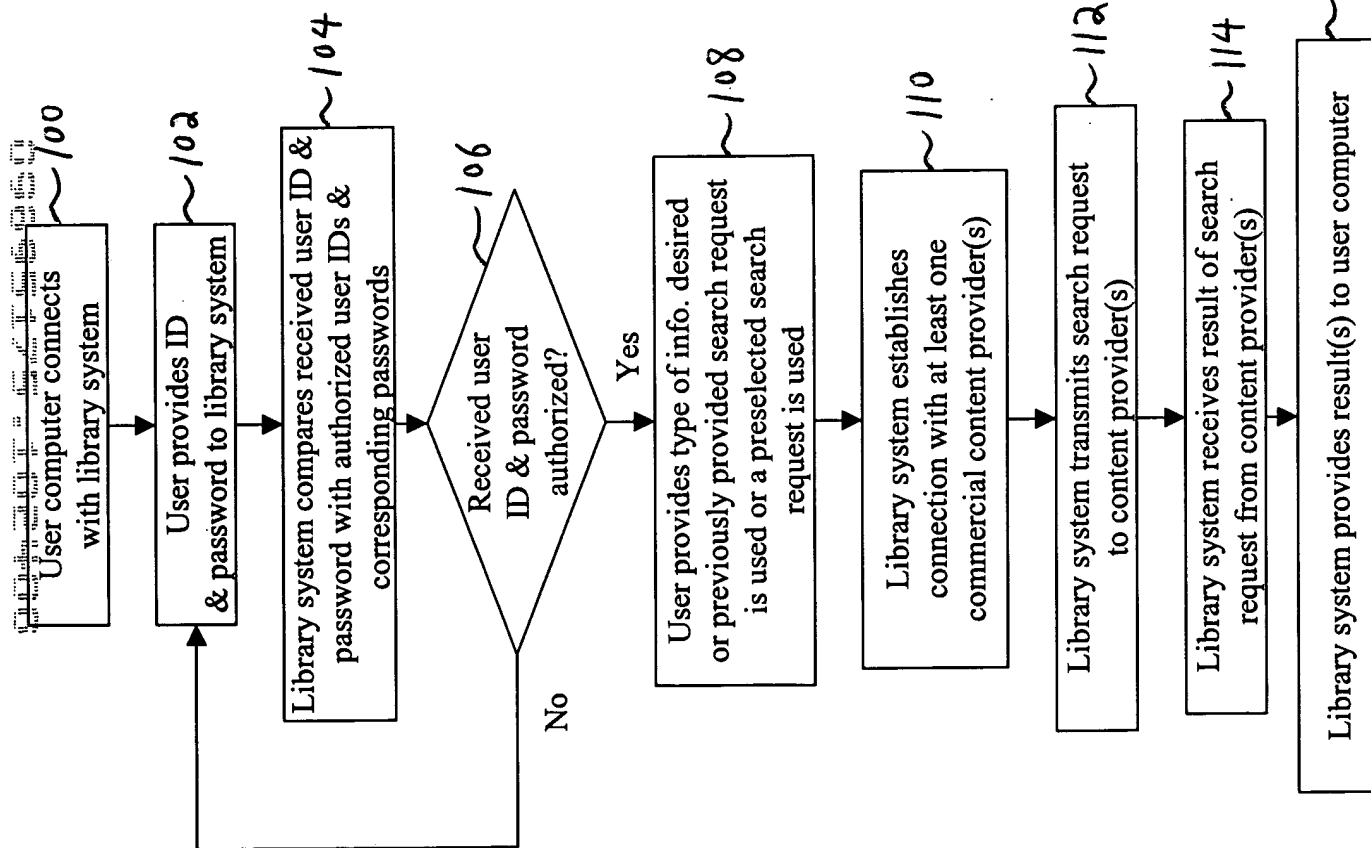 100
User computer connects
with library system
102
User provides ID
& password to library system
104
Library system compares received user ID &
password with authorized user IDs &
corresponding passwords
106
Received user
ID & password
authorized?
No
Yes
108
User provides type of info. desired
or previously provided search request
is used or a preselected search
request is used
110
Library system establishes
connection with at least one
commercial content provider(s)
112
Library system transmits search request
to content provider(s)
114
Library system receives result of search
request from content provider(s)
Library system provides result(s) to user computer